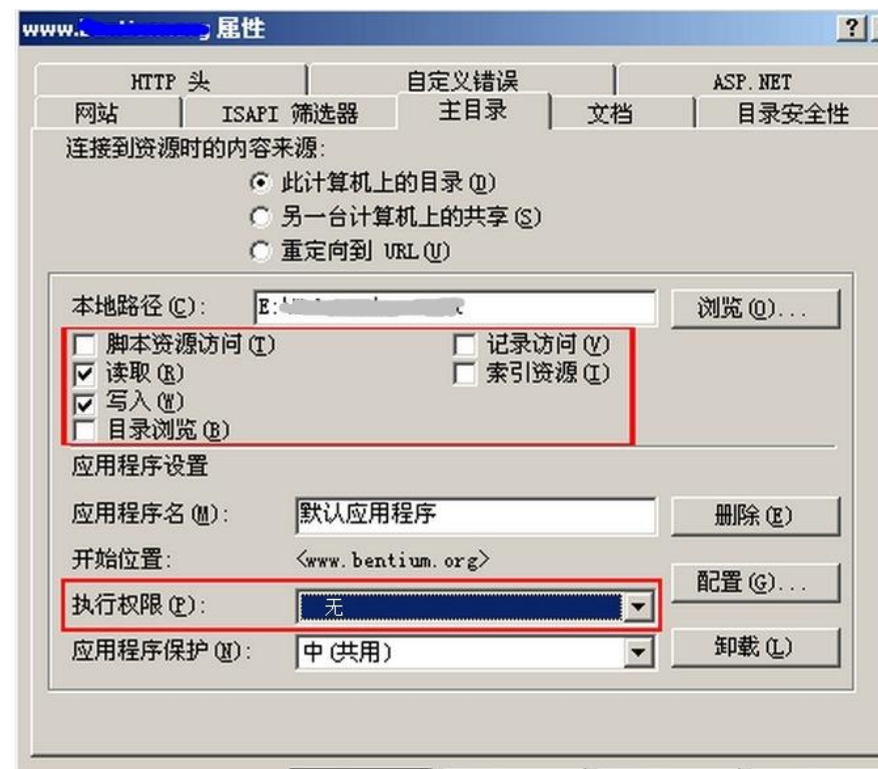 www. 属性
?
HTTP 头 自定义错误 ASP.NET
网站 ISAPI 筛选器 主目录 文档 目录安全性
连接到资源时的内容来源:
此计算机上的目录(D)
另一台计算机上的共享(S)
重定向到 URL(U)
本地路径(C): E: 浏览(O)...
脚本资源访问(T) 记录访问(V)
读取(R) 索引资源(I)
写入(W)
目录浏览(B)
应用程序设置
应用程序名(M): 默认应用程序 删除(E)
开始位置: <www.bentium.org>
配置(G)...
执行权限(P): 无
应用程序保护(N): 中(共用) 卸载(L)